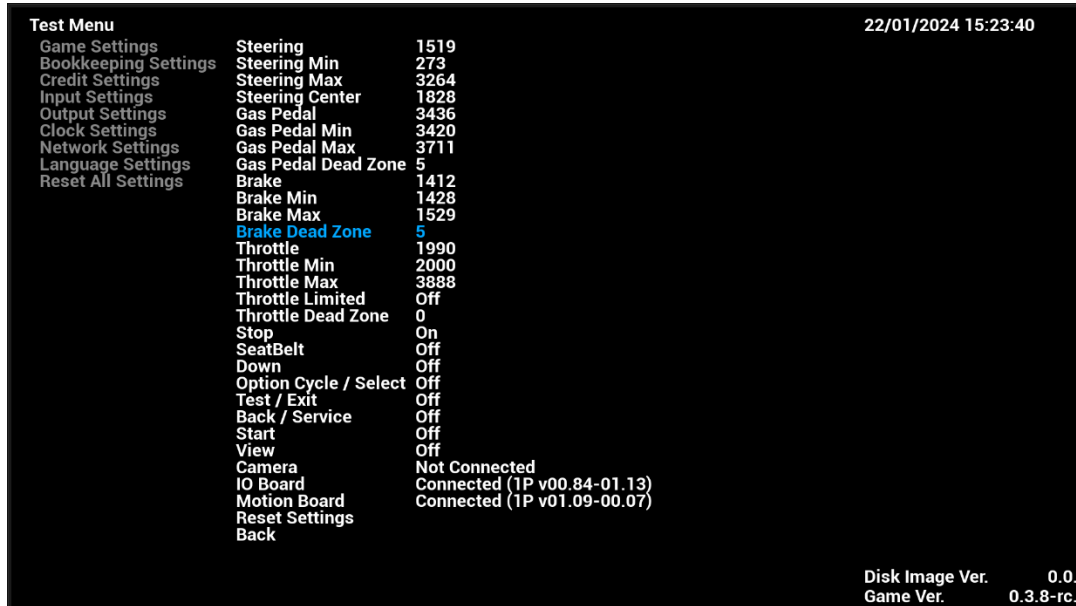 Test Menu 22/01/2024 15:23:40
Game Settings
Bookkeeping Settings
Credit Settings
Input Settings
Output Settings
Clock Settings
Network Settings
Language Settings
Reset All Settings
Steering 1519
Steering Min 273
Steering Max 3264
Steering Center 1828
Gas Pedal 3436
Gas Pedal Min 3420
Gas Pedal Max 3711
Gas Pedal Dead Zone 5
Brake 1412
Brake Min 1428
Brake Max 1529
Brake Dead Zone 5
Throttle 1990
Throttle Min 2000
Throttle Max 3888
Throttle Limited Off
Throttle Dead Zone 0
Stop On
SeatBelt Off
Down Off
Option Cycle / Select Off
Test / Exit Off
Back / Service Off
Start Off
View Off
Camera Not Connected
IO Board Connected (1P v00.84-01.13)
Motion Board Connected (1P v01.09-00.07)
Reset Settings
Back
Disk Image Ver. 0.0.
Game Ver. 0.3.8-rc.